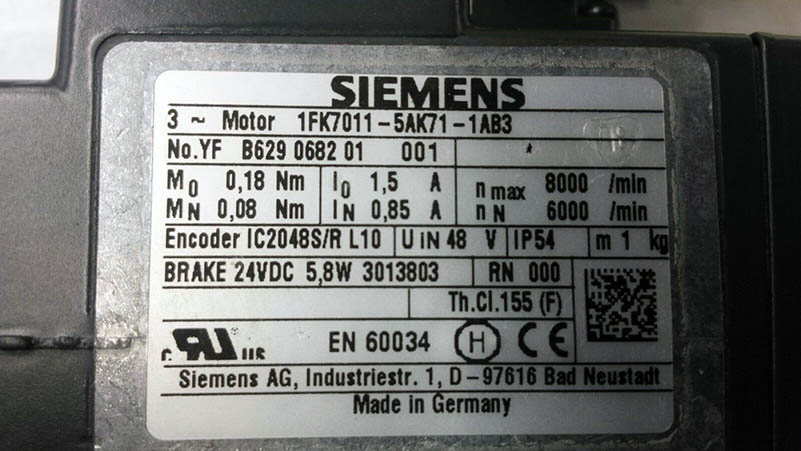 SIEMENS
3 ~ Motor 1FK7011-5AK71-1AB3
No.YF B629 0682 01 001
M0 0,18 Nm I0 1,5 A n max 8000 /min
MN 0,08 Nm IN 0,85 A n N 6000 /min
Encoder IC2048S/R L10 U iN 48 V IP54 m 1 kg
BRAKE 24VDC 5,8W 3013803 RN 000
Th.Cl.155 (F)
c RU us EN 60034 H CE
Siemens AG, Industriestr. 1, D-97616 Bad Neustadt
Made in Germany